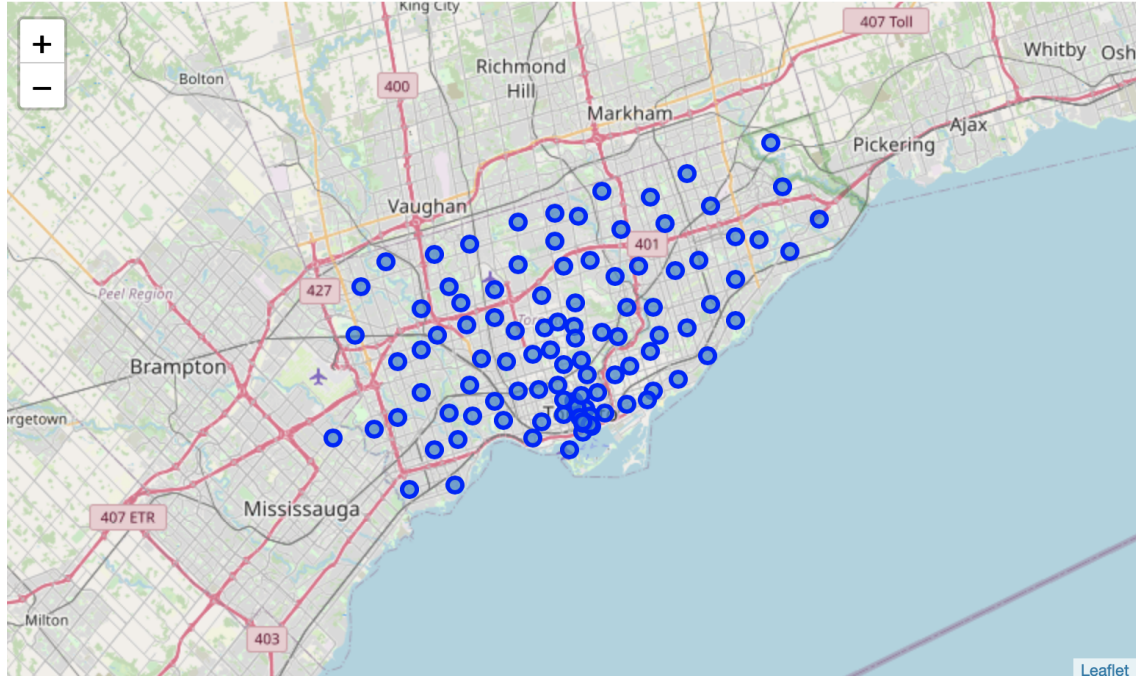 King City
407 Toll
+
−
Bolton
400
Richmond
Hill
Whitby
Osh
Markham
Ajax
Pickering
Vaughan
401
Peel Region
427
Brampton
orgetown
Mississauga
407 ETR
Milton
403
Leaflet